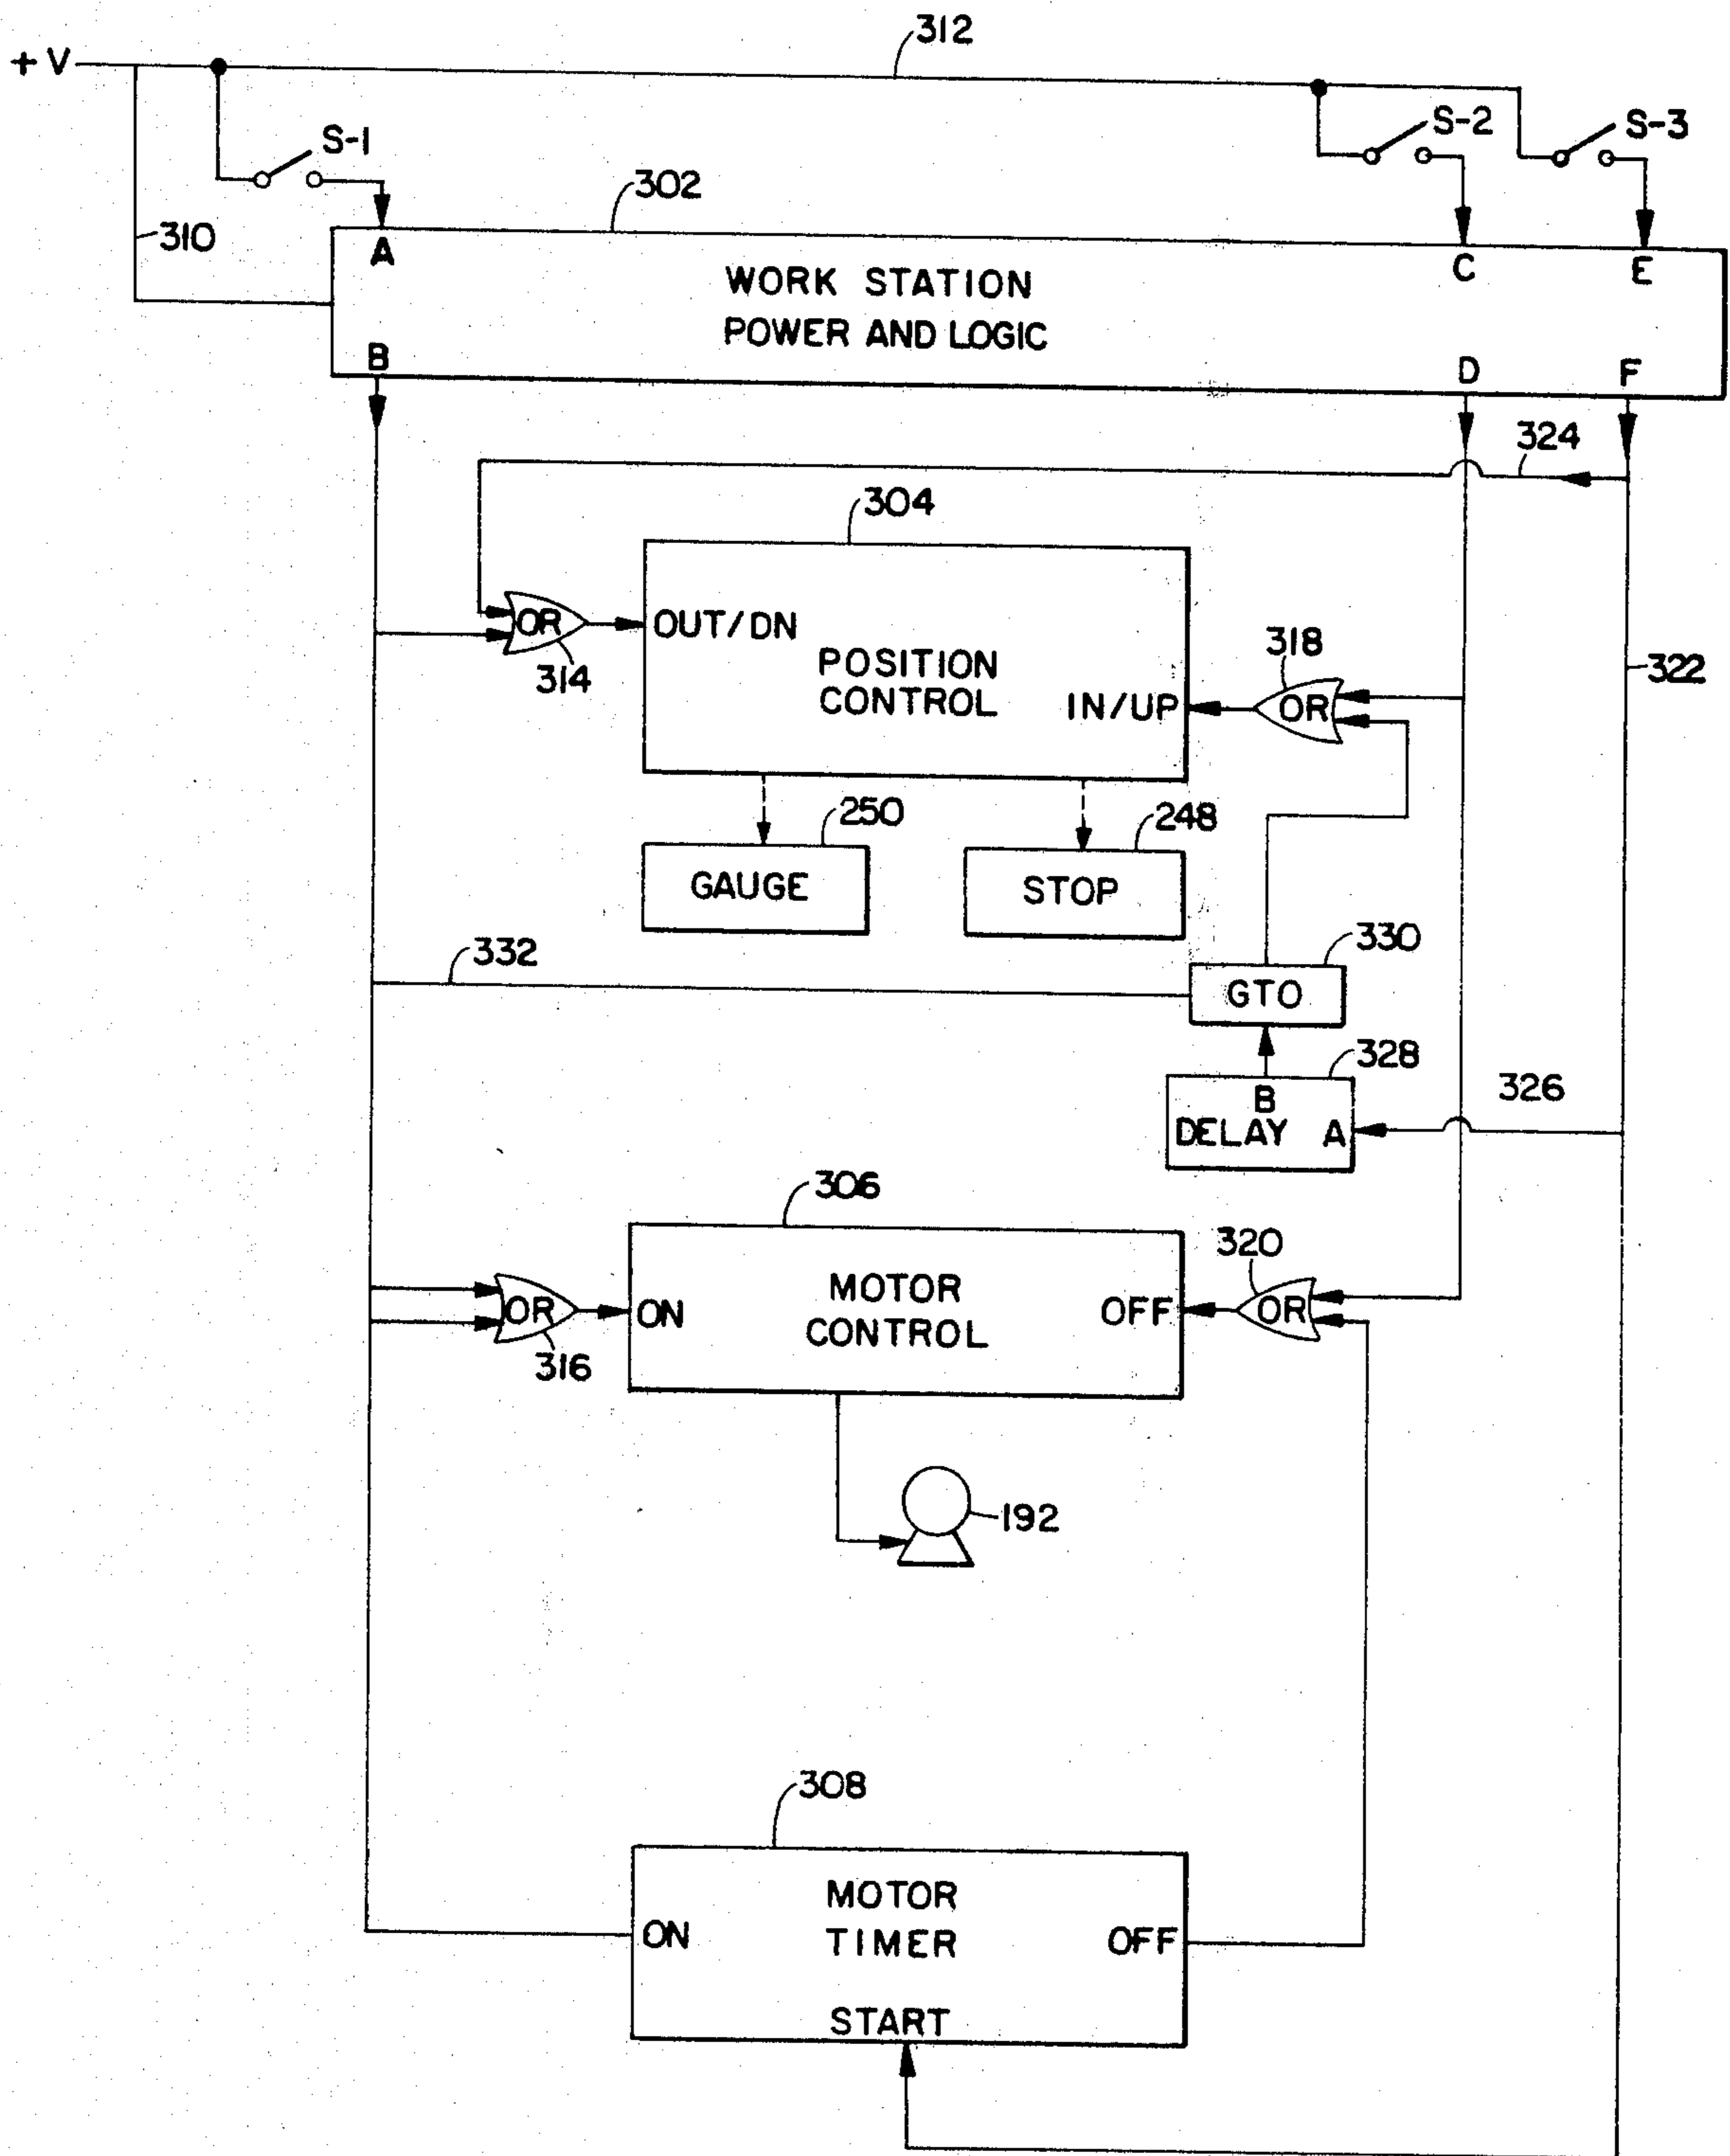 312
+V
S-1
S-2
S-3
302
310
A
C
E
WORK STATION
POWER AND LOGIC
B
D
F
324
304
OR
OUT/DN
314
POSITION
CONTROL
318
IN/UP
OR
322
250
248
GAUGE
STOP
332
330
GTO
328
B
DELAY A
326
306
320
OR
ON
MOTOR
CONTROL
OFF
OR
316
192
308
MOTOR
TIMER
ON
OFF
START